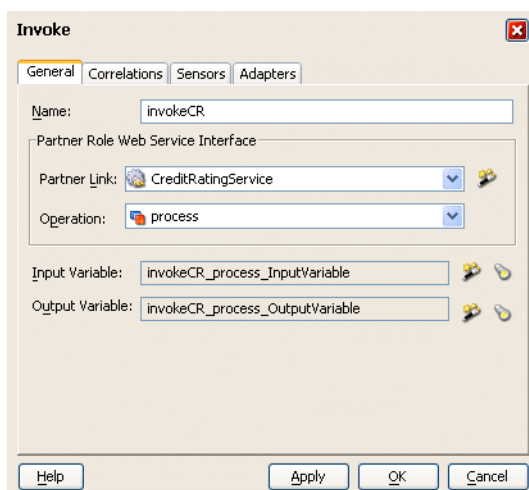 Invoke
General Correlations Sensors Adapters
Name: invokeCR
Partner Role Web Service Interface
Partner Link: CreditRatingService
Operation: process
Input Variable: invokeCR_process_InputVariable
Output Variable: invokeCR_process_OutputVariable
Help Apply OK Cancel